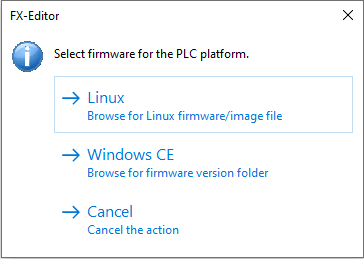 FX-Editor
Select firmware for the PLC platform.
Linux
Browse for Linux firmware/image file
Windows CE
Browse for firmware version folder
Cancel
Cancel the action